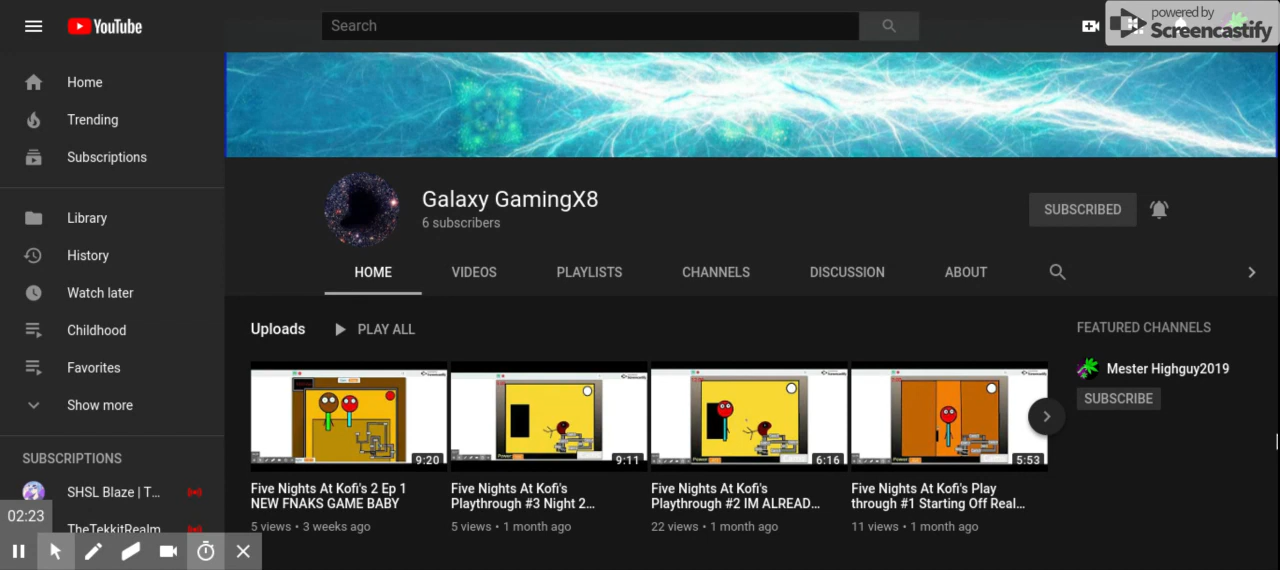 YouTube
Search
powered by
Screencastify
Home
Trending
Subscriptions
Library
History
Watch later
Childhood
Favorites
Show more
SUBSCRIPTIONS
SHSL Blaze | T...
TheTekkitRealm
02:23
Galaxy GamingX8
6 subscribers
SUBSCRIBED
HOME VIDEOS PLAYLISTS CHANNELS DISCUSSION ABOUT
Uploads PLAY ALL
9:20
Five Nights At Kofi's 2 Ep 1
NEW FNAKS GAME BABY
5 views • 3 weeks ago
9:11
Five Nights At Kofi's
Playthrough #3 Night 2...
5 views • 1 month ago
6:16
Five Nights At Kofi's
Playthrough #2 IM ALREAD...
22 views • 1 month ago
5:53
Five Nights At Kofi's Play
through #1 Starting Off Real...
11 views • 1 month ago
FEATURED CHANNELS
Mester Highguy2019
SUBSCRIBE